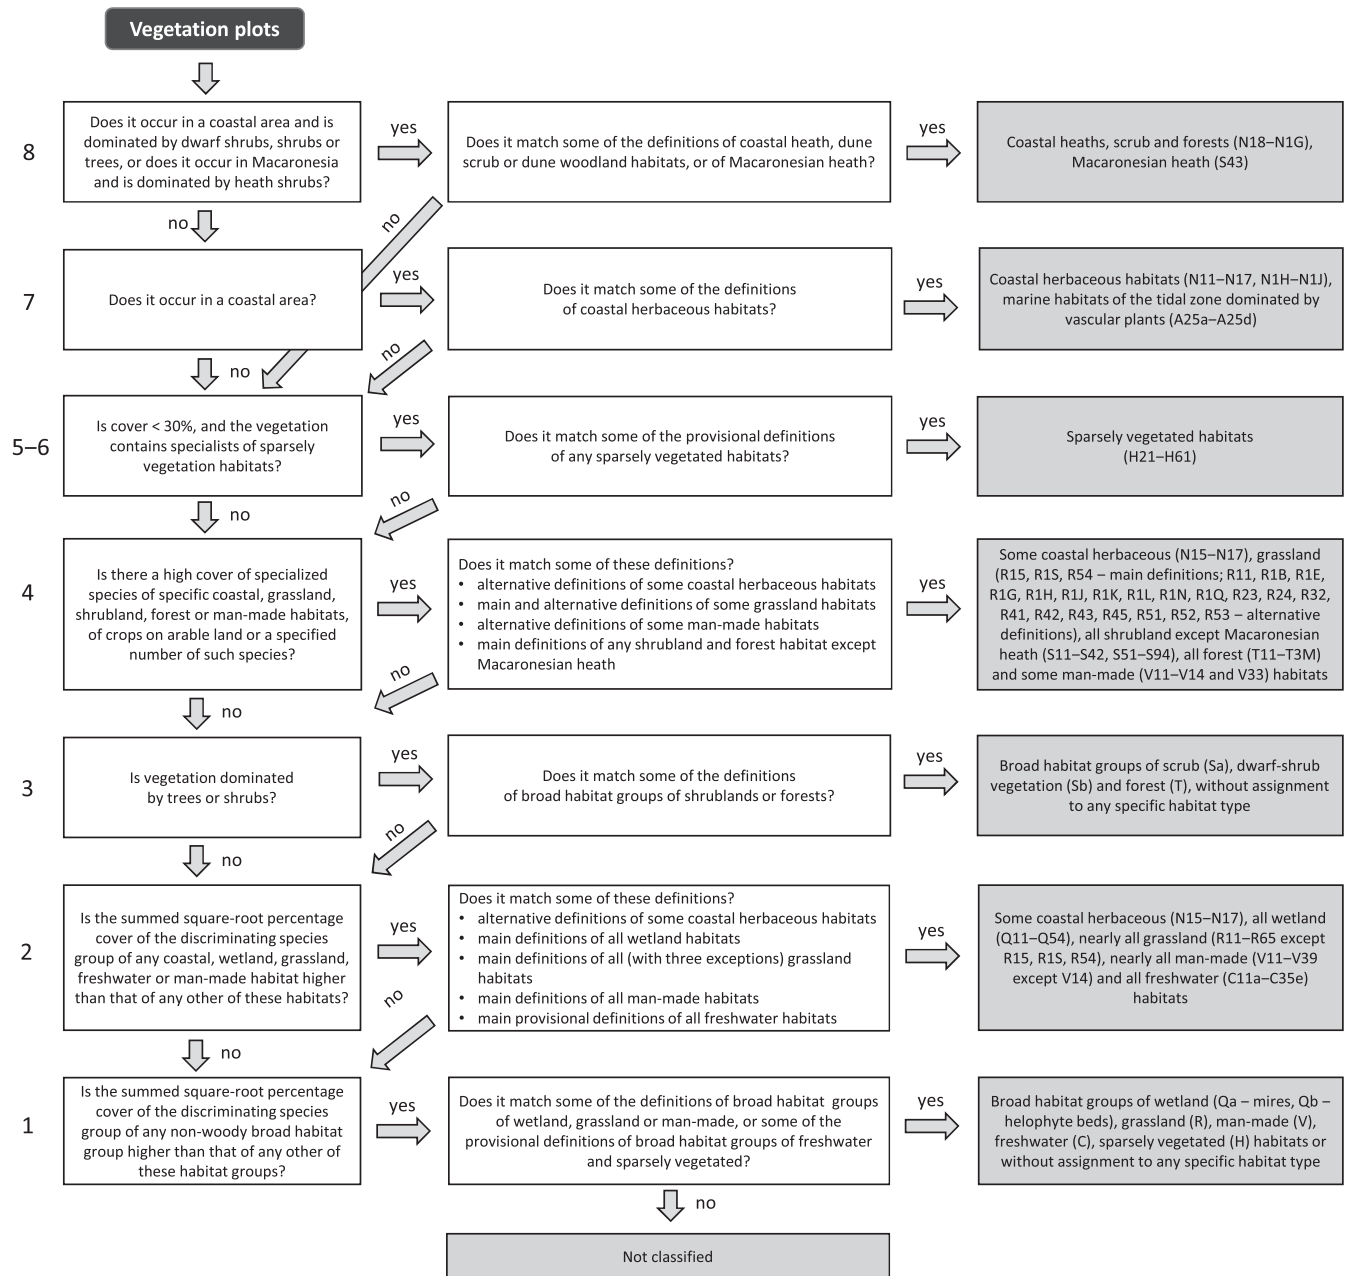 Vegetation plots
8
Does it occur in a coastal area and is
dominated by dwarf shrubs, shrubs or
trees, or does it occur in Macaronesia
and is dominated by heath shrubs?
yes
Does it match some of the definitions of coastal heath, dune
scrub or dune woodland habitats, or of Macaronesian heath?
yes
Coastal heaths, scrub and forests (N18–N1G),
Macaronesian heath (S43)
no
no
7
Does it occur in a coastal area?
yes
Does it match some of the definitions
of coastal herbaceous habitats?
yes
Coastal herbaceous habitats (N11–N17, N1H–N1J),
marine habitats of the tidal zone dominated by
vascular plants (A25a–A25d)
no
no
5–6
Is cover < 30%, and the vegetation
contains specialists of sparsely
vegetation habitats?
yes
Does it match some of the provisional definitions
of any sparsely vegetated habitats?
yes
Sparsely vegetated habitats
(H21–H61)
no
no
4
Is there a high cover of specialized
species of specific coastal, grassland,
shrubland, forest or man-made habitats,
of crops on arable land or a specified
number of such species?
yes
Does it match some of these definitions?
• alternative definitions of some coastal herbaceous habitats
• main and alternative definitions of some grassland habitats
• alternative definitions of some man-made habitats
• main definitions of any shrubland and forest habitat except
Macaronesian heath
yes
Some coastal herbaceous (N15–N17), grassland
(R15, R1S, R54 – main definitions; R11, R1B, R1E,
R1G, R1H, R1J, R1K, R1L, R1N, R1Q, R23, R24, R32,
R41, R42, R43, R45, R51, R52, R53 – alternative
definitions), all shrubland except Macaronesian
heath (S11–S42, S51–S94), all forest (T11–T3M)
and some man-made (V11–V14 and V33) habitats
no
no
3
Is vegetation dominated
by trees or shrubs?
yes
Does it match some of the definitions
of broad habitat groups of shrublands or forests?
yes
Broad habitat groups of scrub (Sa), dwarf-shrub
vegetation (Sb) and forest (T), without assignment
to any specific habitat type
no
no
2
Is the summed square-root percentage
cover of the discriminating species
group of any coastal, wetland, grassland,
freshwater or man-made habitat higher
than that of any other of these habitats?
yes
Does it match some of these definitions?
• alternative definitions of some coastal herbaceous habitats
• main definitions of all wetland habitats
• main definitions of all (with three exceptions) grassland
habitats
• main definitions of all man-made habitats
• main provisional definitions of all freshwater habitats
yes
Some coastal herbaceous (N15–N17), all wetland
(Q11–Q54), nearly all grassland (R11–R65 except
R15, R1S, R54), nearly all man-made (V11–V39
except V14) and all freshwater (C11a–C35e)
habitats
no
no
1
Is the summed square-root percentage
cover of the discriminating species
group of any non-woody broad habitat
group higher than that of any other of
these habitat groups?
yes
Does it match some of the definitions of broad habitat groups
of wetland, grassland or man-made, or some of the
provisional definitions of broad habitat groups of freshwater
and sparsely vegetated?
yes
Broad habitat groups of wetland (Qa – mires, Qb –
helophyte beds), grassland (R), man-made (V),
freshwater (C), sparsely vegetated (H) habitats or
without assignment to any specific habitat type
no
Not classified